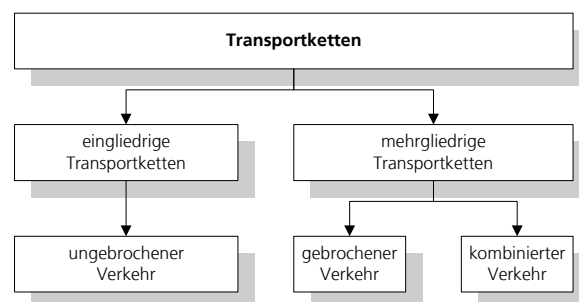 Transportketten
eingliedrige
Transportketten
mehrgliedrige
Transportketten
ungebrochener
Verkehr
gebrochener
Verkehr
kombinierter
Verkehr